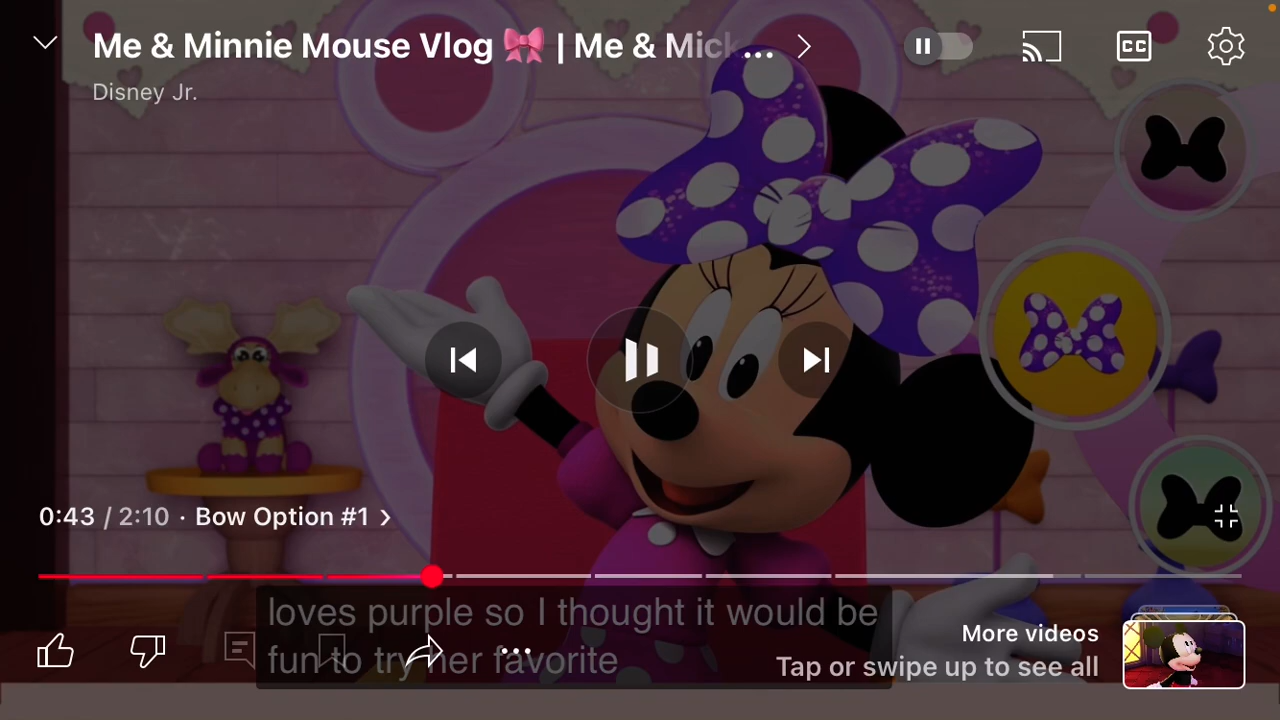 Me & Minnie Mouse Vlog 🎀 | Me & Mick...
Disney Jr.
CC
0:43 / 2:10 · Bow Option #1 >
loves purple so I thought it would be
fun to try her favorite
More videos
Tap or swipe up to see all